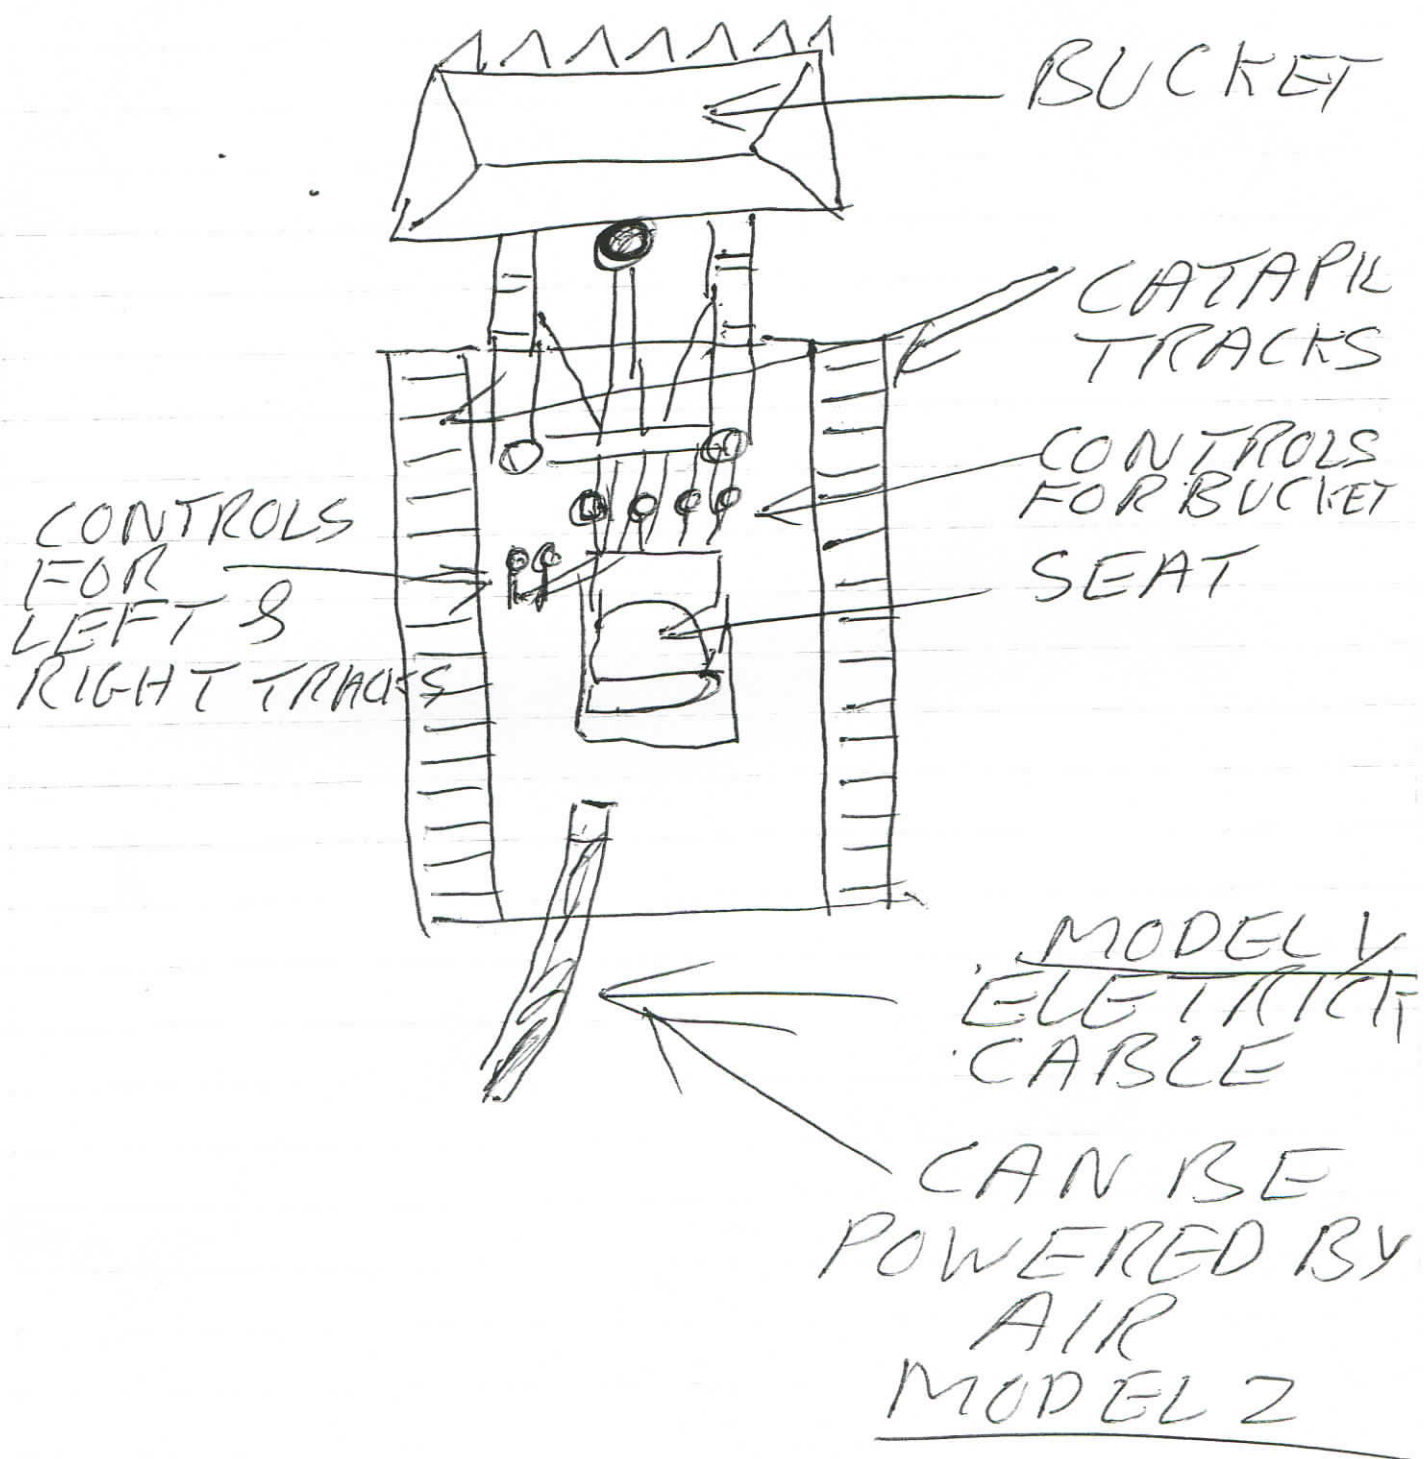 BUCKET
CATAPIL
TRACKS
CONTROLS
FOR BUCKET
SEAT
CONTROLS
FOR
LEFT &
RIGHT TRACKS
MODEL 1
ELETRICK
CABLE
CAN BE
POWERED BY
AIR
MODEL 2